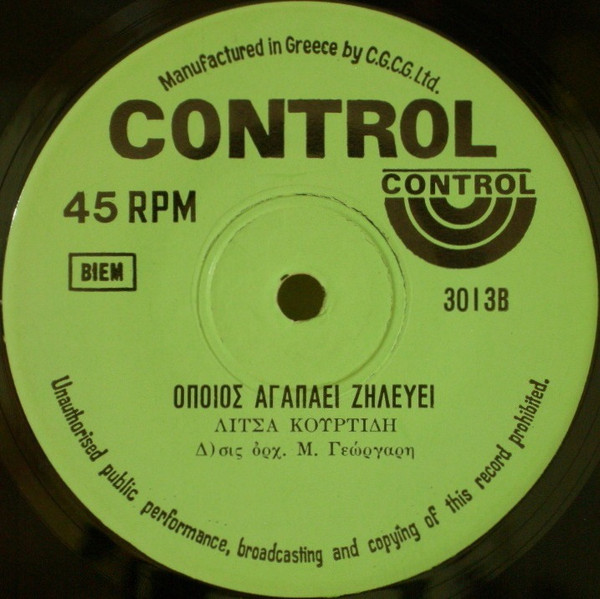 Manufactured in Greece by C.G.C.G. Ltd.
CONTROL
CONTROL
45 RPM
BIEM
3013B
ΟΠΟΙΟΣ ΑΓΑΠΑΕΙ ΖΗΛΕΥΕΙ
ΛΙΤΣΑ ΚΟΥΡΤΙΔΗ
Δ)σις ὀρχ. Μ. Γεώργαρη
Unauthorised public performance, broadcasting and copying of this record prohibited.